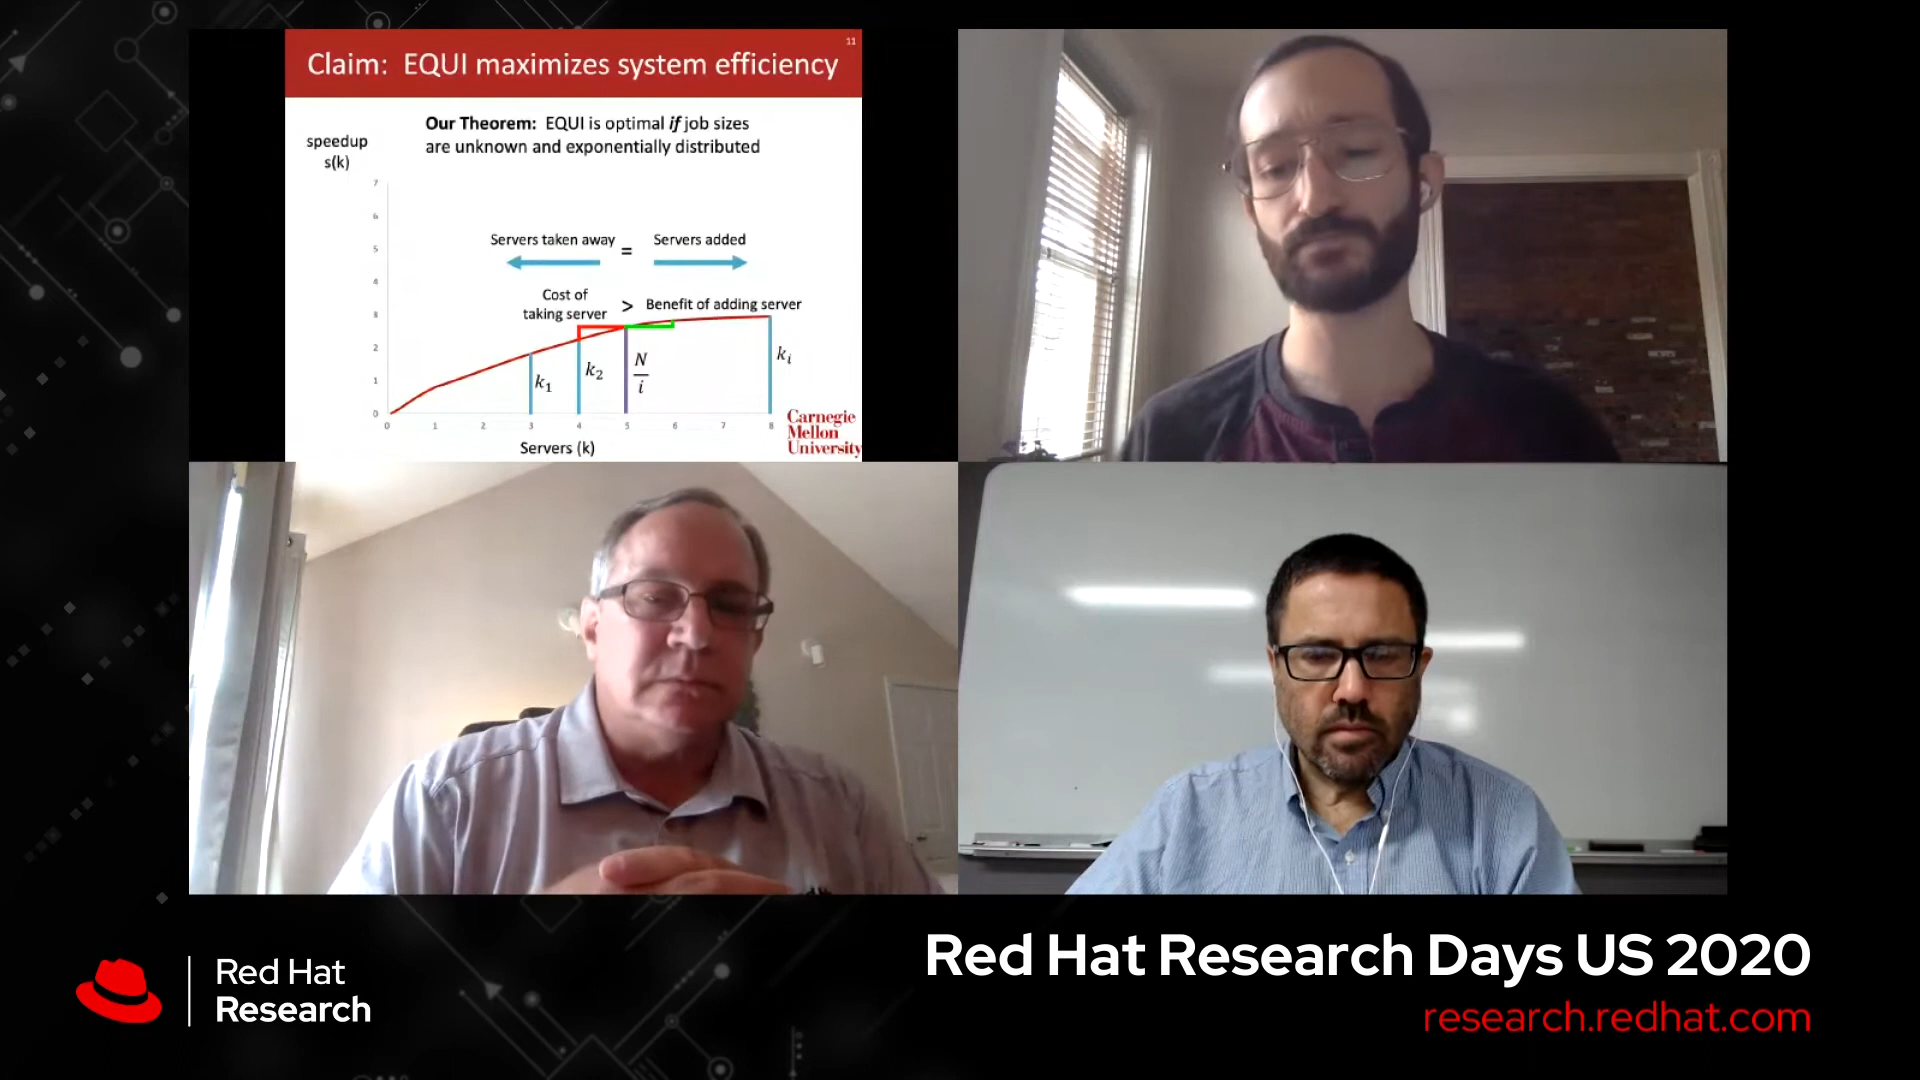 11
Claim: EQUI maximizes system efficiency
Our Theorem: EQUI is optimal if job sizes
are unknown and exponentially distributed
speedup
s(k)
7
6
5
4
3
2
1
0
Servers taken away = Servers added
Cost of
taking server > Benefit of adding server
k₁
k₂
N
i
kᵢ
0 1 2 3 4 5 6 7 8
Servers (k)
Carnegie
Mellon
University
Red Hat
Research
Red Hat Research Days US 2020
research.redhat.com